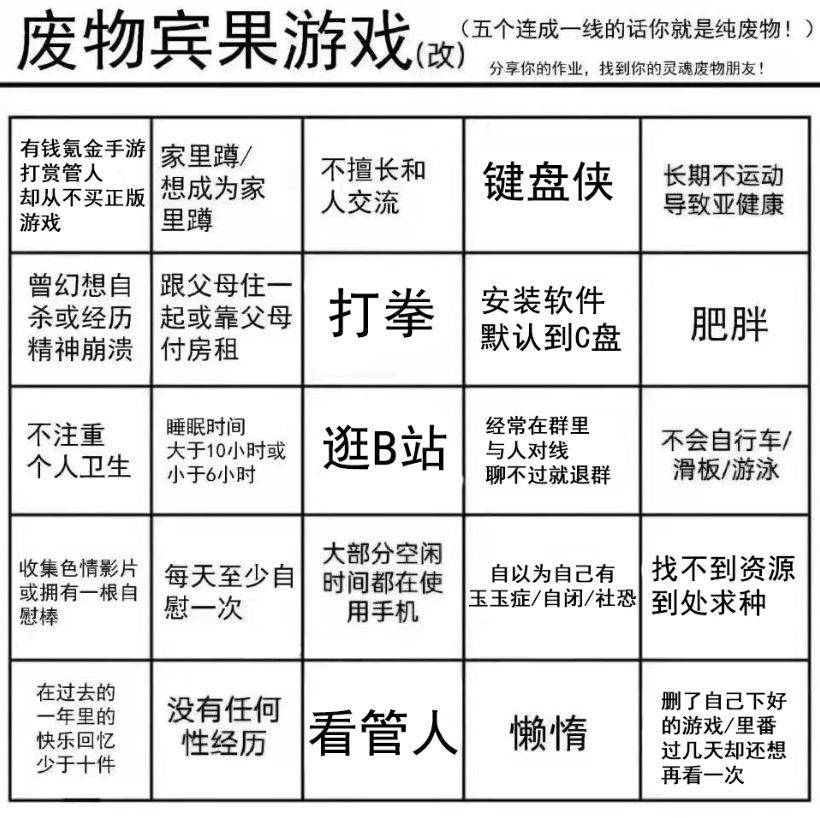 废物宾果游戏(改)
（五个连成一线的话你就是纯废物！）
分享你的作业，找到你的灵魂废物朋友！
有钱氪金手游
打赏管人
却从不买正版
游戏
家里蹲/
想成为家
里蹲
不擅长和
人交流
键盘侠
长期不运动
导致亚健康
曾幻想自
杀或经历
精神崩溃
跟父母住一
起或靠父母
付房租
打拳
安装软件
默认到C盘
肥胖
不注重
个人卫生
睡眠时间
大于10小时或
小于6小时
逛B站
经常在群里
与人对线
聊不过就退群
不会自行车/
滑板/游泳
收集色情影片
或拥有一根自
慰棒
每天至少自
慰一次
大部分空闲
时间都在使
用手机
自以为自己有
玉玉症/自闭/社恐
找不到资源
到处求种
在过去的
一年里的
快乐回忆
少于十件
没有任何
性经历
看管人
懒惰
删了自己下好
的游戏/里番
过几天却还想
再看一次